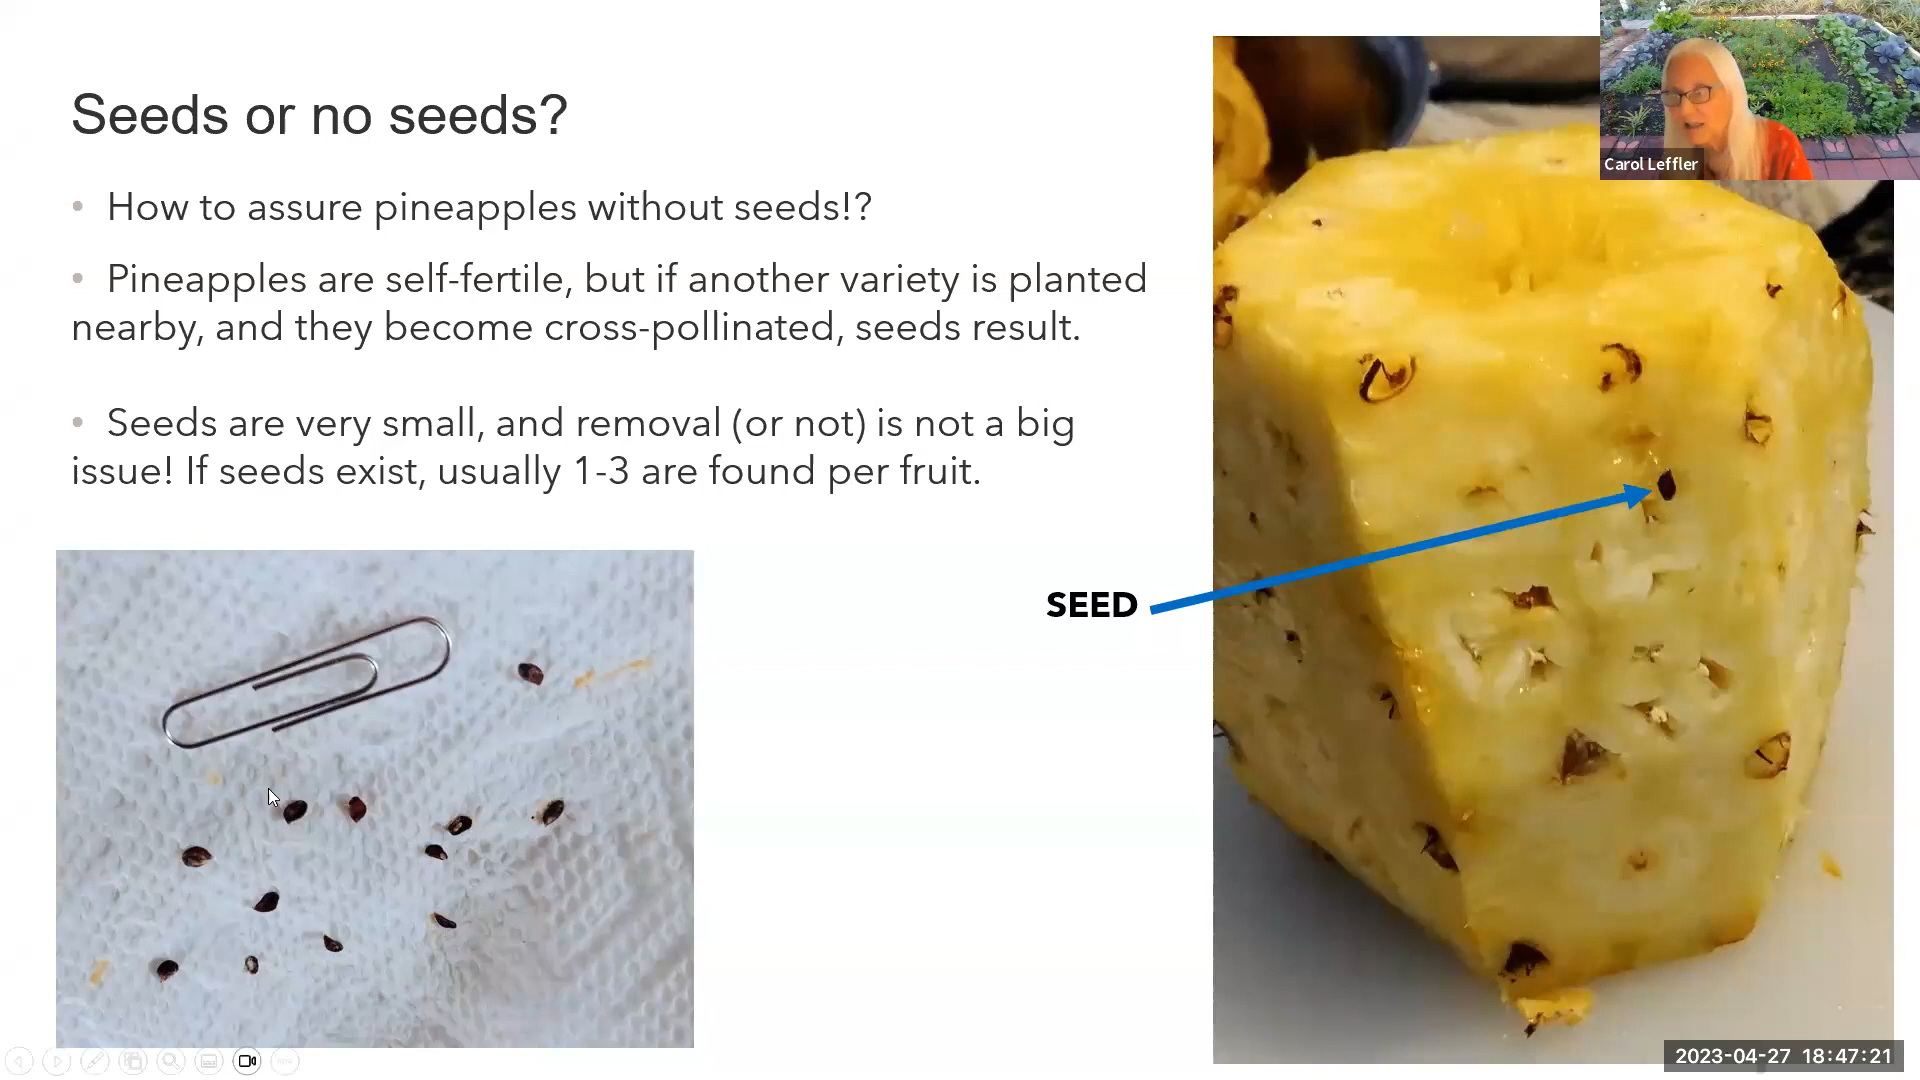 Seeds or no seeds?
• How to assure pineapples without seeds!?
• Pineapples are self-fertile, but if another variety is planted
nearby, and they become cross-pollinated, seeds result.
• Seeds are very small, and removal (or not) is not a big
issue! If seeds exist, usually 1-3 are found per fruit.
SEED
Carol Leffler
2023-04-27 18:47:21